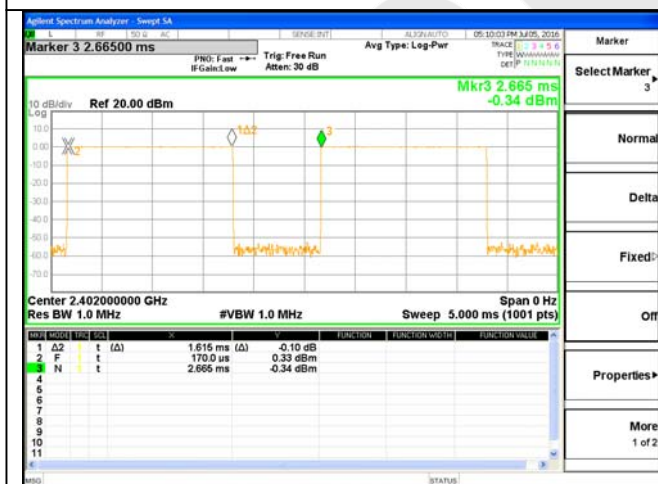 Agilent Spectrum Analyzer - Swept SA
L RF 50 Ω AC SENSE:INT ALIGN AUTO 05:10:03 PM Jul 05, 2016
Marker 3 2.66500 ms
PNO: Fast
IFGain:Low
Trig: Free Run
Atten: 30 dB
Avg Type: Log-Pwr
TRACE 1 2 3 4 5 6
TYPE WWWWWW
DET P N N N N N
Mkr3 2.665 ms
-0.34 dBm
10 dB/div Ref 20.00 dBm
Log
10.0
0.00
-10.0
-20.0
-30.0
-40.0
-50.0
-60.0
-70.0
X2
1Δ2
3
Center 2.402000000 GHz Span 0 Hz
Res BW 1.0 MHz #VBW 1.0 MHz Sweep 5.000 ms (1001 pts)
MKR MODE TRC SCL X Y FUNCTION FUNCTION WIDTH FUNCTION VALUE
1 Δ2 1 t (Δ) 1.615 ms (Δ) -0.10 dB
2 F 1 t 170.0 µs 0.33 dBm
3 N 1 t 2.665 ms -0.34 dBm
4
5
6
7
8
9
10
11
MSG STATUS
Marker
Select Marker
3
Normal
Delta
Fixed
Off
Properties
More
1 of 2